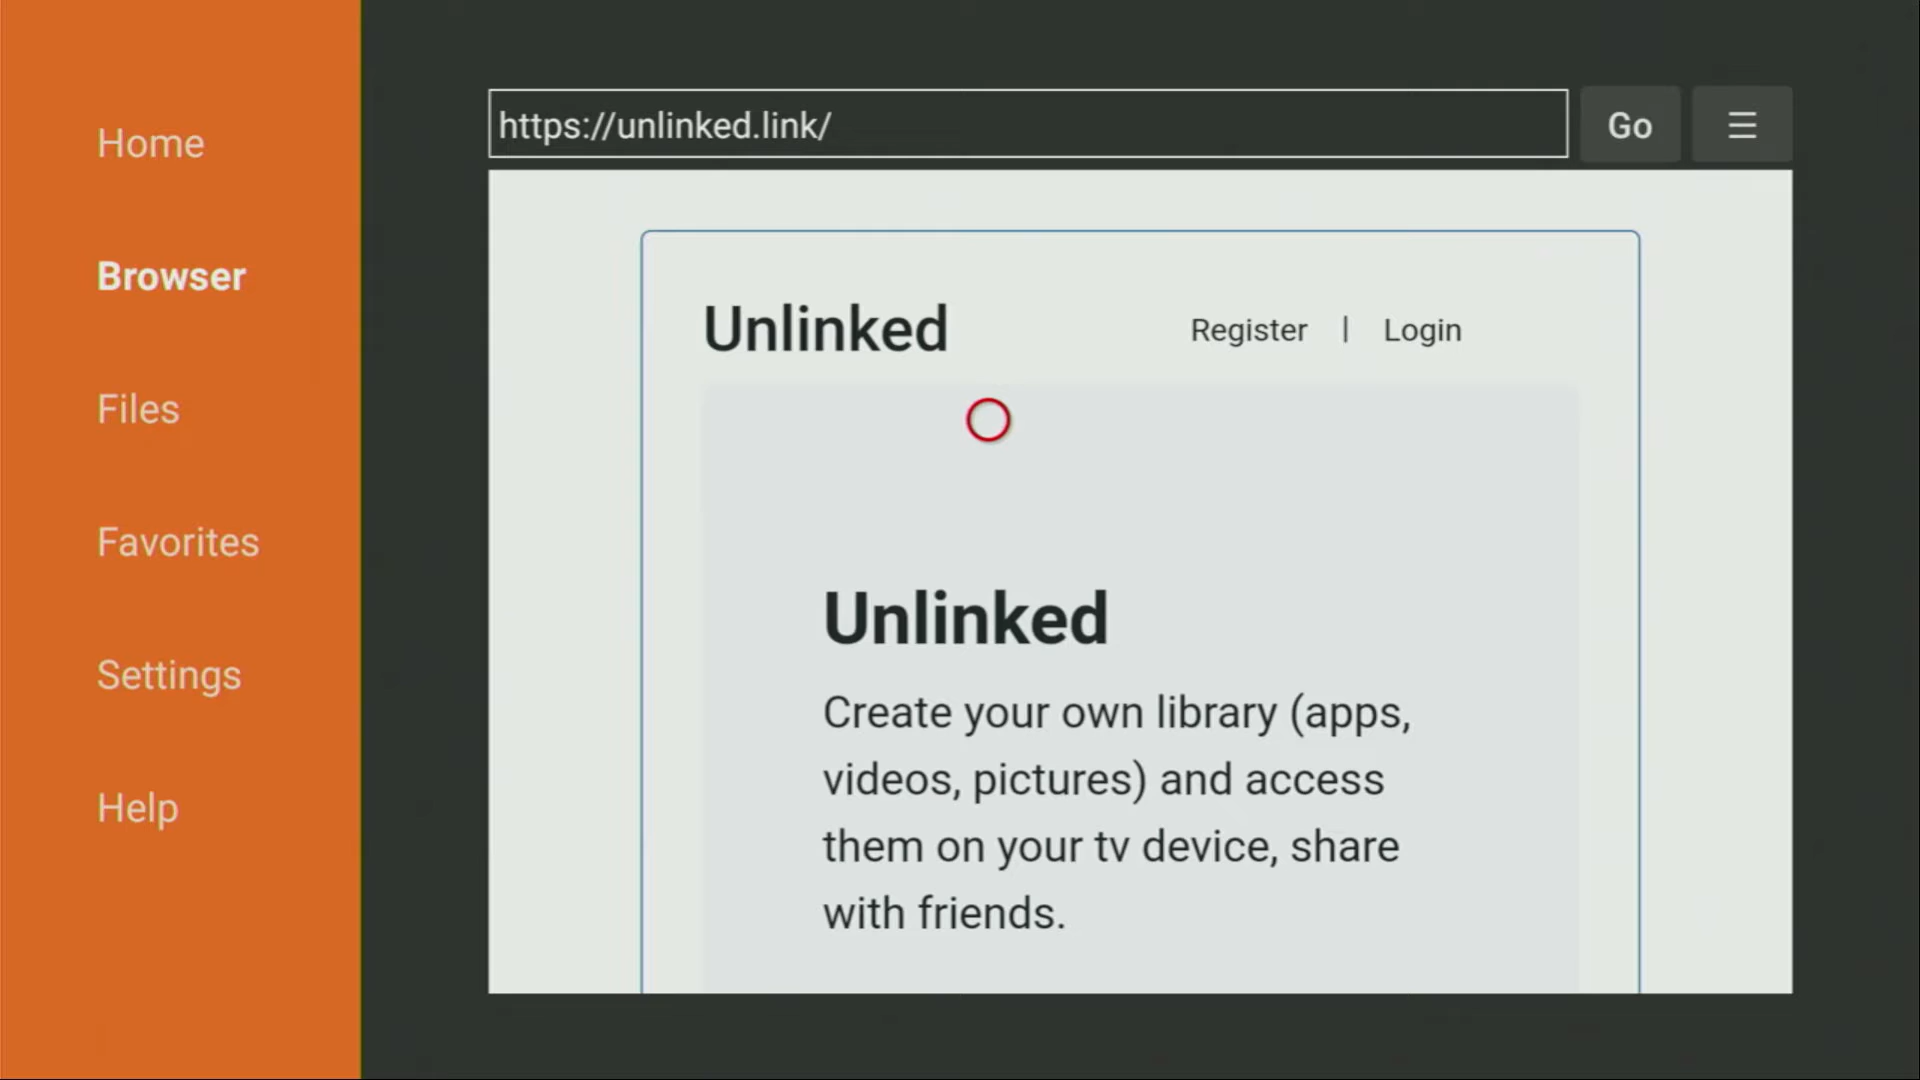 Home
Browser
Files
Favorites
Settings
Help
https://unlinked.link/
Go
Unlinked
Register | Login
Unlinked
Create your own library (apps,
videos, pictures) and access
them on your tv device, share
with friends.